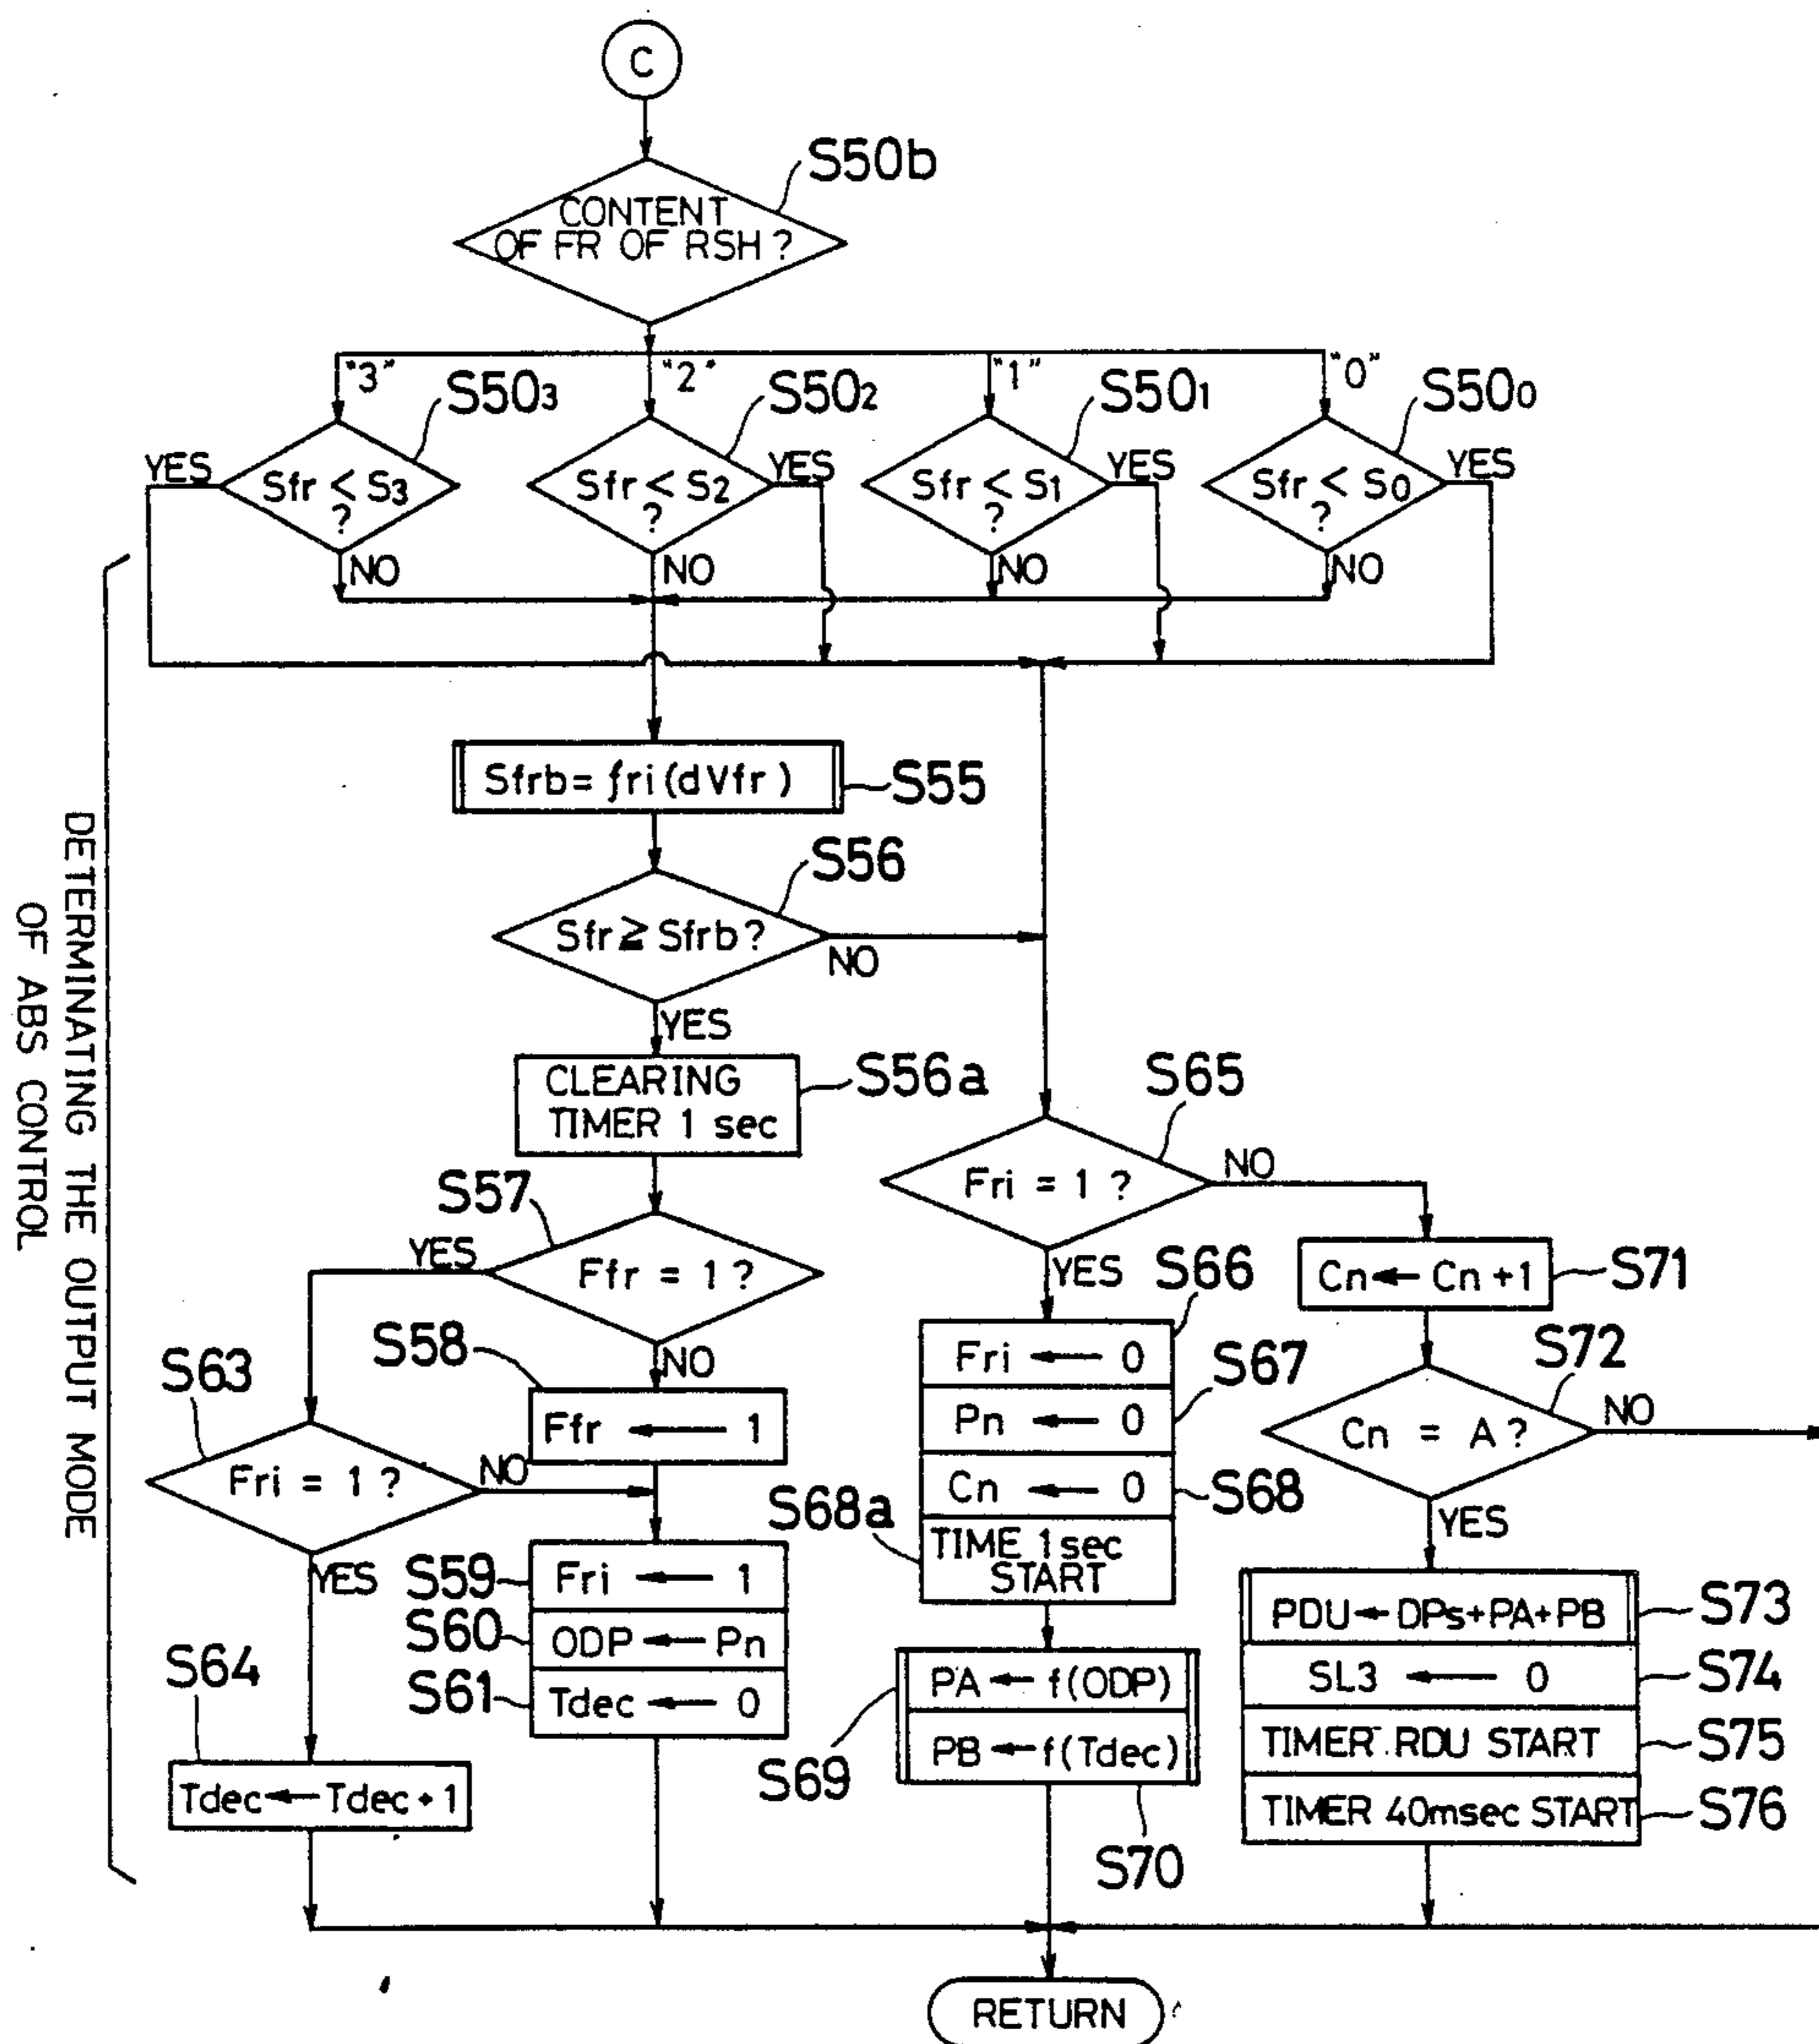 C
S50b
CONTENT
OF FR OF RSH ?
"3"
"2"
"1"
"0"
S503
S502
S501
S500
YES
Sfr < S3
?
NO
Sfr < S2
?
YES
NO
Sfr < S1
?
YES
NO
Sfr < S0
?
YES
NO
DETERMINATING THE OUTPUT MODE
OF ABS CONTROL
Sfrb = fri (dVfr)
S55
S56
Sfr ≧ Sfrb ?
NO
YES
CLEARING
TIMER 1 sec
S56a
S65
Fri = 1 ?
NO
YES
S57
YES
Ffr = 1 ?
NO
S58
Ffr ← 1
S63
Fri = 1 ?
NO
YES
S59
Fri ← 1
S60
ODP ← Pn
S61
Tdec ← 0
S64
Tdec ← Tdec + 1
S66
Fri ← 0
S67
Pn ← 0
Cn ← 0
S68
S68a
TIME 1sec
START
PA ← f(ODP)
PB ← f(Tdec)
S69
S70
Cn ← Cn + 1
S71
S72
Cn = A ?
NO
YES
PDU ← DPs+PA+PB
S73
SL3 ← 0
S74
TIMER RDU START
S75
TIMER 40msec START
S76
RETURN